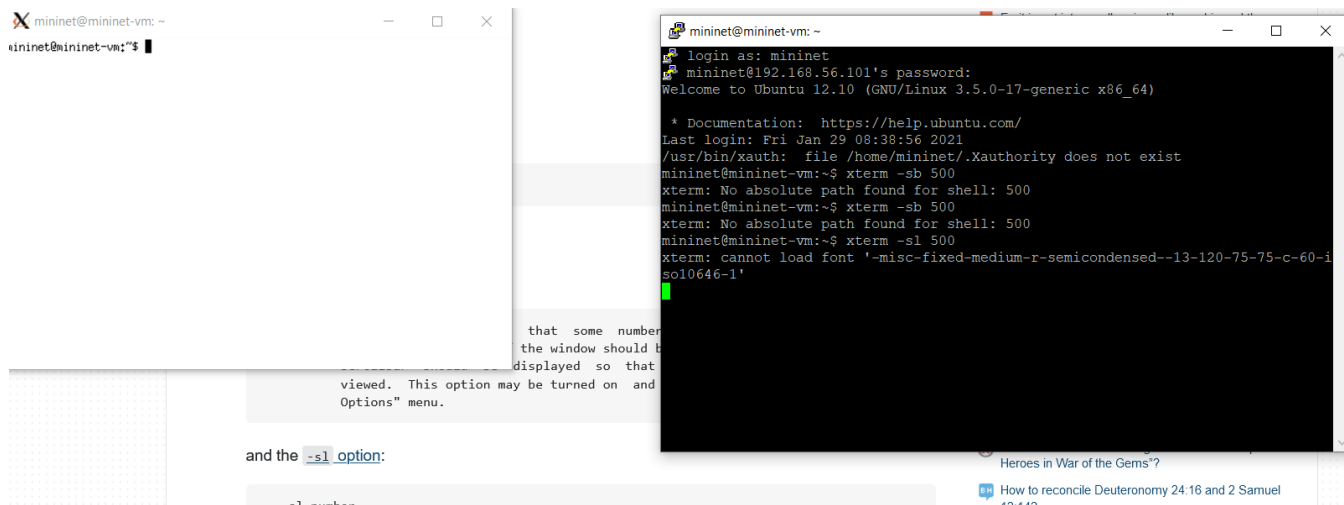 mininet@mininet-vm: ~
mininet@mininet-vm:~$
mininet@mininet-vm: ~
login as: mininet
mininet@192.168.56.101's password:
Welcome to Ubuntu 12.10 (GNU/Linux 3.5.0-17-generic x86_64)
* Documentation:  https://help.ubuntu.com/
Last login: Fri Jan 29 08:38:56 2021
/usr/bin/xauth:  file /home/mininet/.Xauthority does not exist
mininet@mininet-vm:~$ xterm -sb 500
xterm: No absolute path found for shell: 500
mininet@mininet-vm:~$ xterm -sb 500
xterm: No absolute path found for shell: 500
mininet@mininet-vm:~$ xterm -sl 500
xterm: cannot load font '-misc-fixed-medium-r-semicondensed--13-120-75-75-c-60-i
so10646-1'
that some number
the window should
displayed so that
viewed. This option may be turned on and
Options" menu.
and the -sl option:
Heroes in War of the Gems"?
BH
How to reconcile Deuteronomy 24:16 and 2 Samuel